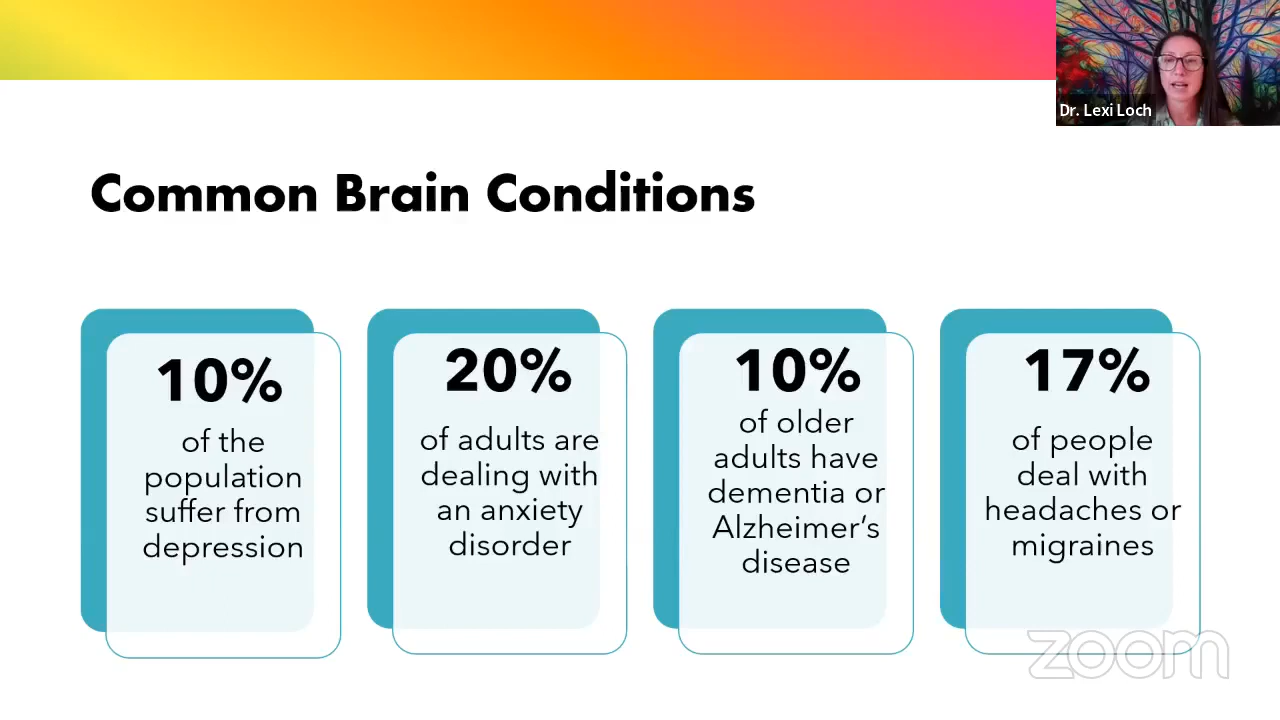 Dr. Lexi Loch
Common Brain Conditions
10%
of the
population
suffer from
depression
20%
of adults are
dealing with
an anxiety
disorder
10%
of older
adults have
dementia or
Alzheimer’s
disease
17%
of people
deal with
headaches or
migraines
zoom